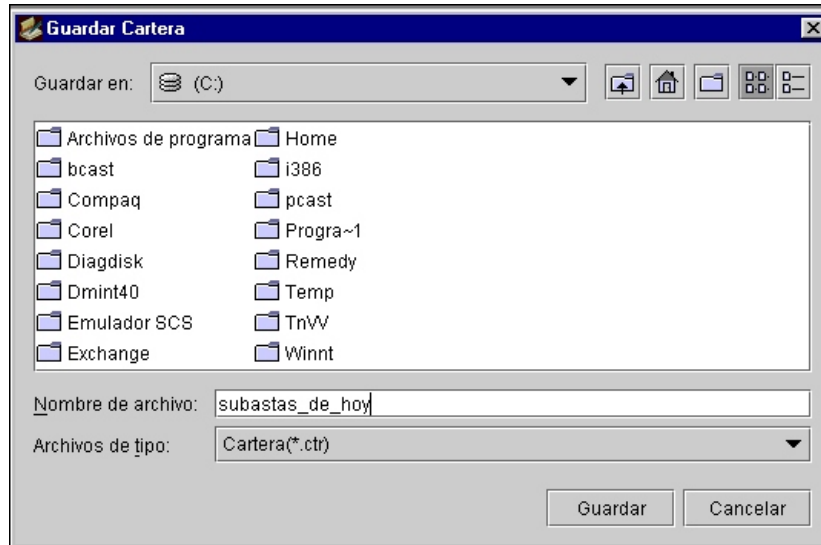 Guardar Cartera
Guardar en: (C:)
Archivos de programa Home
bcast i386
Compaq pcast
Corel Progra~1
Diagdisk Remedy
Dmint40 Temp
Emulador SCS TnVV
Exchange Winnt
Nombre de archivo: subastas_de_hoy
Archivos de tipo: Cartera(*.ctr)
Guardar Cancelar